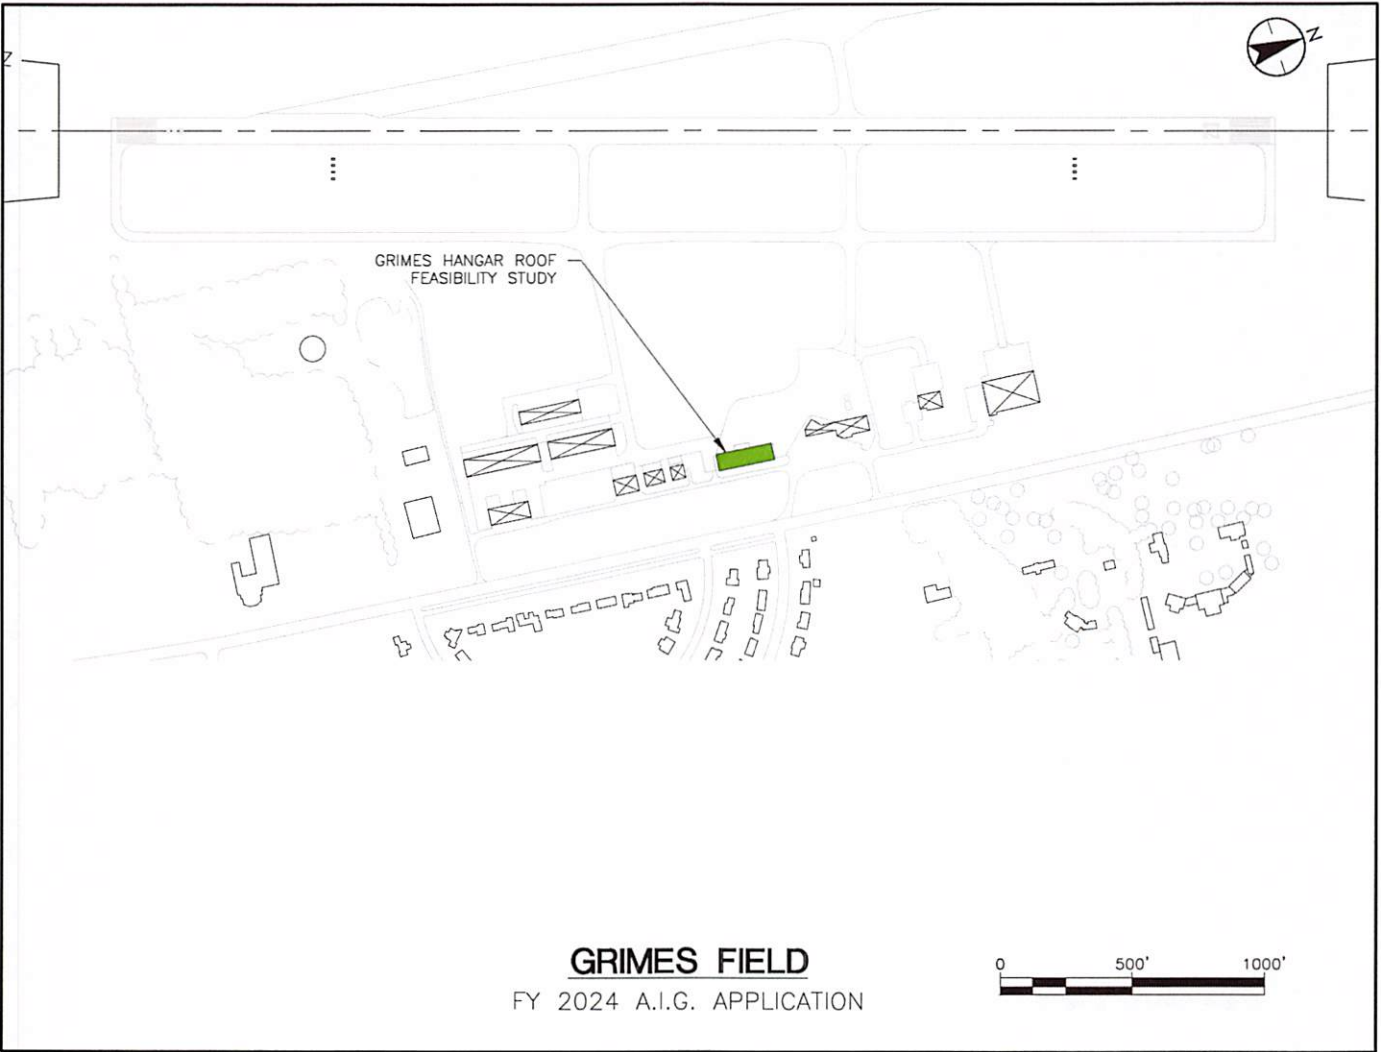 N
Z
GRIMES HANGAR ROOF
FEASIBILITY STUDY
GRIMES FIELD
FY 2024 A.I.G. APPLICATION
0 500' 1000'